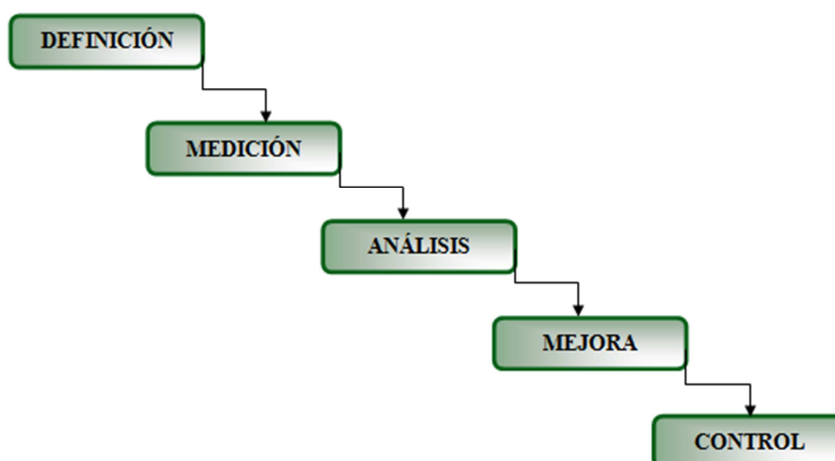 DEFINICIÓN
MEDICIÓN
ANÁLISIS
MEJORA
CONTROL